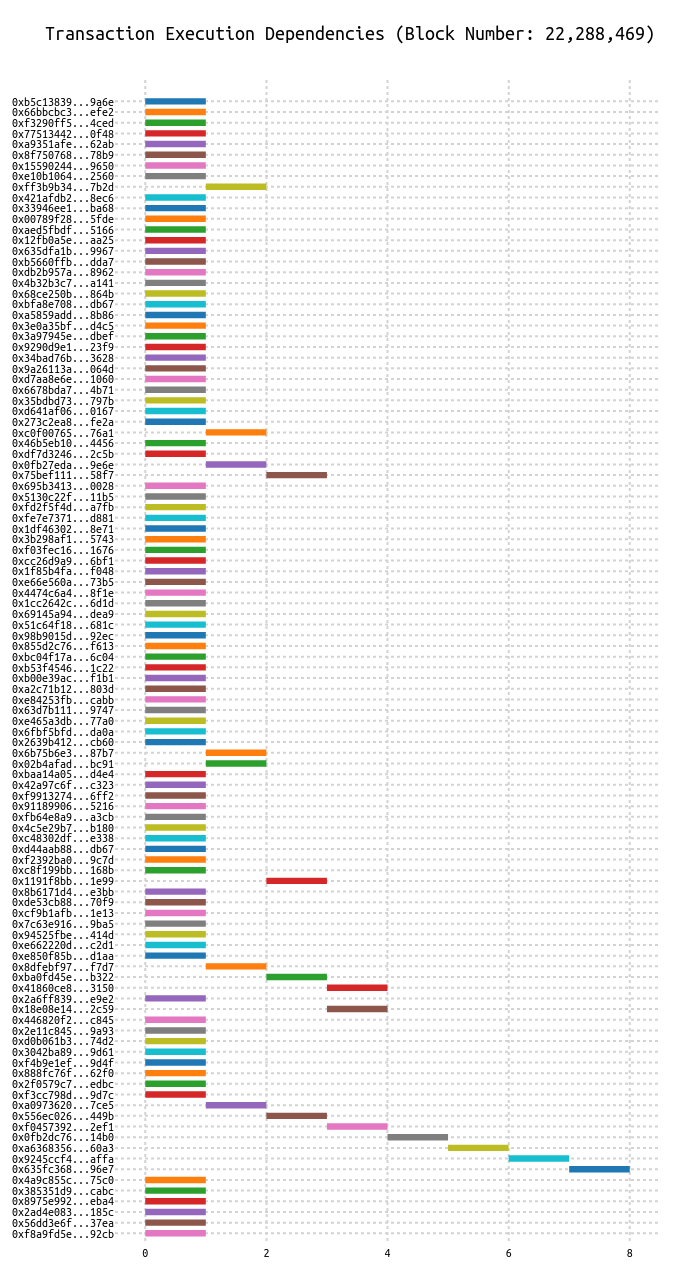 Transaction Execution Dependencies (Block Number: 22,288,469)
0xb5c13839...9a6e
0x66bbcbc3...efe2
0xf3290ff5...4ced
0x77513442...0f48
0xa9351afe...62ab
0x8f750768...78b9
0x15590244...9650
0xe10b1064...2560
0xff3b9b34...7b2d
0x421afdb2...8ec6
0x33946ee1...ba68
0x00789f28...5fde
0xaed5fbdf...5166
0x12fb0a5e...aa25
0x635dfa1b...9967
0xb5660ffb...dda7
0xdb2b957a...8962
0x4b32b3c7...a141
0x68ce250b...864b
0xbfa8e708...db67
0xa5859add...8b86
0x3e0a35bf...d4c5
0x3a97945e...dbef
0x9290d9e1...23f9
0x34bad76b...3628
0x9a26113a...064d
0xd7aa8e6e...1060
0x6678bda7...4b71
0x35bdbd73...797b
0xd641af06...0167
0x273c2ea8...fe2a
0xc0f00765...76a1
0x46b5eb10...4456
0xdf7d3246...2c5b
0x0fb27eda...9e6e
0x75bef111...58f7
0x695b3413...0028
0x5130c22f...11b5
0xfd2f5f4d...a7fb
0xfe7e7371...d881
0x1df46302...8e71
0x3b298af1...5743
0xf03fec16...1676
0xcc26d9a9...6bf1
0x1f85b4fa...f048
0xe66e560a...73b5
0x4474c6a4...8f1e
0x1cc2642c...6d1d
0x69145a94...dea9
0x51c64f18...681c
0x98b9015d...92ec
0x855d2c76...f613
0xbc04f17a...6c04
0xb53f4546...1c22
0xb00e39ac...f1b1
0xa2c71b12...803d
0xe84253fb...cabb
0x63d7b111...9747
0xe465a3db...77a0
0x6fbf5bfd...da0a
0x2639b412...cb60
0x6b75b6e3...87b7
0x02b4afad...bc91
0xbaa14a05...d4e4
0x42a97c6f...c323
0xf9913274...6ff2
0x91189906...5216
0xfb64e8a9...a3cb
0x4c5e29b7...b180
0xc48302df...e338
0xd44aab88...db67
0xf2392ba0...9c7d
0xc8f199bb...168b
0x1191f8bb...1e99
0x8b6171d4...e3bb
0xde53cb88...70f9
0xcf9b1afb...1e13
0x7c63e916...9ba5
0x94525fbe...414d
0xe662220d...c2d1
0xe850f85b...d1aa
0x8dfebf97...f7d7
0xba0fd45e...b322
0x41860ce8...3150
0x2a6ff839...e9e2
0x18e08e14...2c59
0x446820f2...c845
0x2e11c845...9a93
0xd0b061b3...74d2
0x3042ba89...9d61
0xf4b9e1ef...9d4f
0x888fc76f...62f0
0x2f0579c7...edbc
0xf3cc798d...9d7c
0xa0973620...7ce5
0x556ec026...449b
0xf0457392...2ef1
0x0fb2dc76...14b0
0xa6368356...60a3
0x9245ccf4...affa
0x635fc368...96e7
0x4a9c855c...75c0
0x385351d9...cabc
0x8975e992...eba4
0x2ad4e083...185c
0x56dd3e6f...37ea
0xf8a9fd5e...92cb
0 2 4 6 8